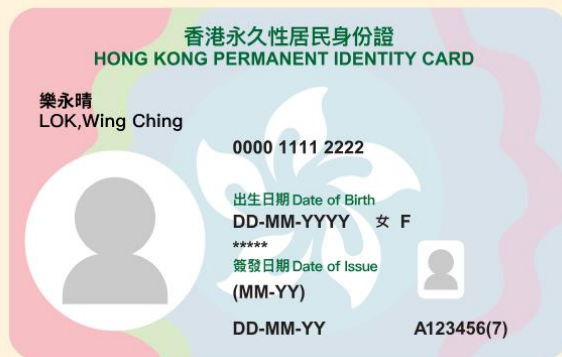 香港永久性居民身份證
HONG KONG PERMANENT IDENTITY CARD
樂永晴
LOK,Wing Ching
0000 1111 2222
出生日期 Date of Birth
DD-MM-YYYY 女 F
*****
簽發日期 Date of Issue
(MM-YY)
DD-MM-YY A123456(7)